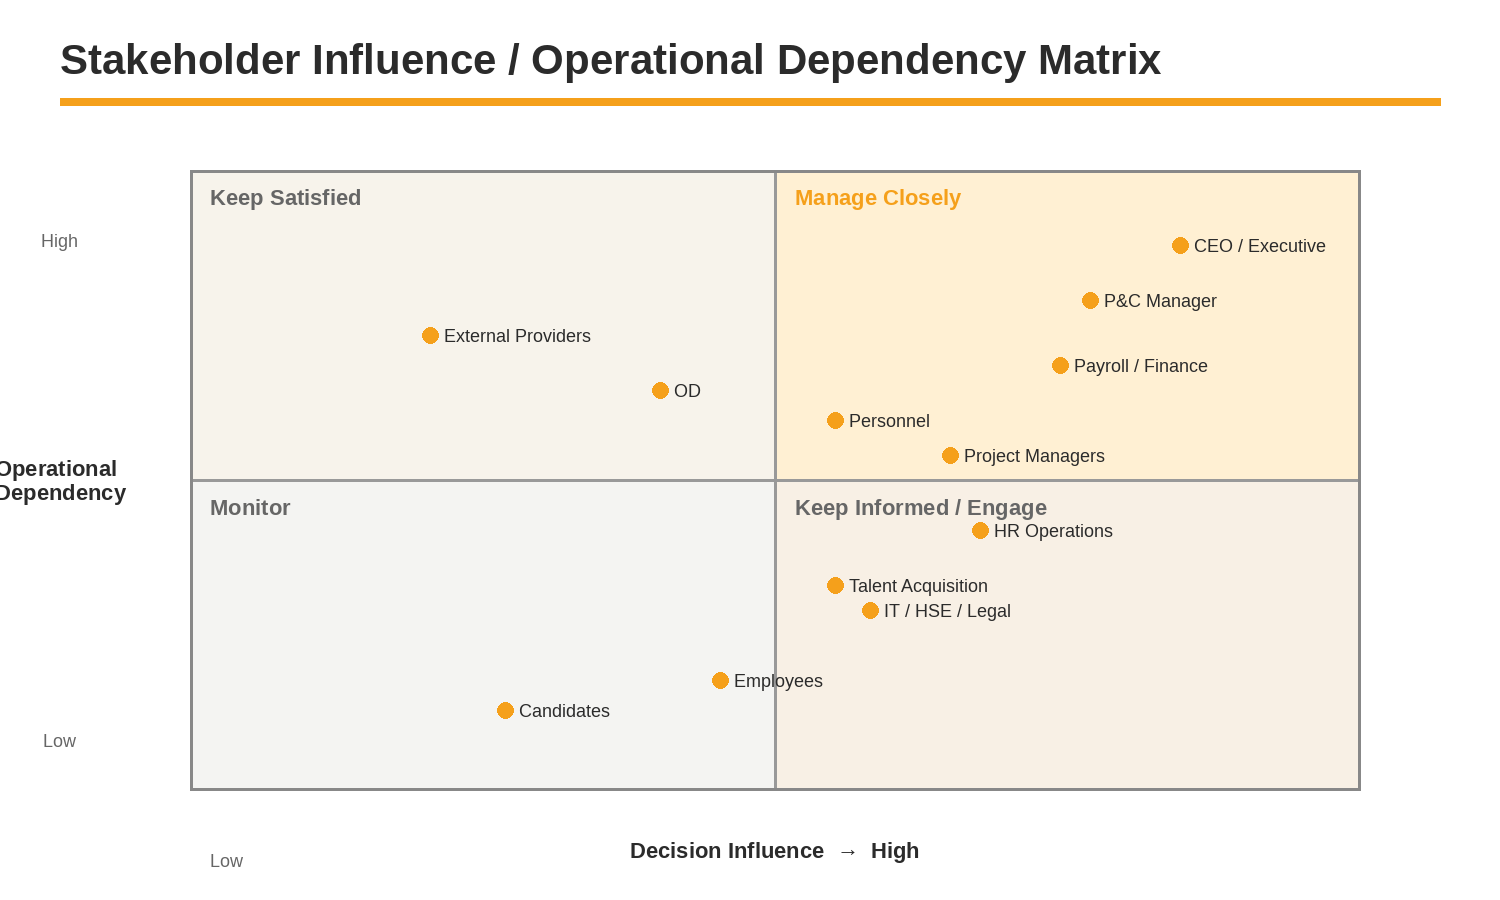 Stakeholder Influence / Operational Dependency Matrix
Keep Satisfied
Manage Closely
High
CEO / Executive
P&C Manager
External Providers
Payroll / Finance
OD
Personnel
Project Managers
Operational
Dependency
Monitor
Keep Informed / Engage
HR Operations
Talent Acquisition
IT / HSE / Legal
Employees
Candidates
Low
Decision Influence → High
Low